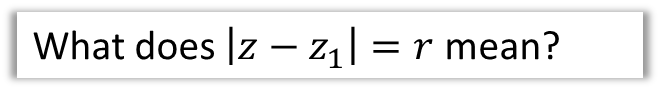 What does |z − z₁| = r mean?